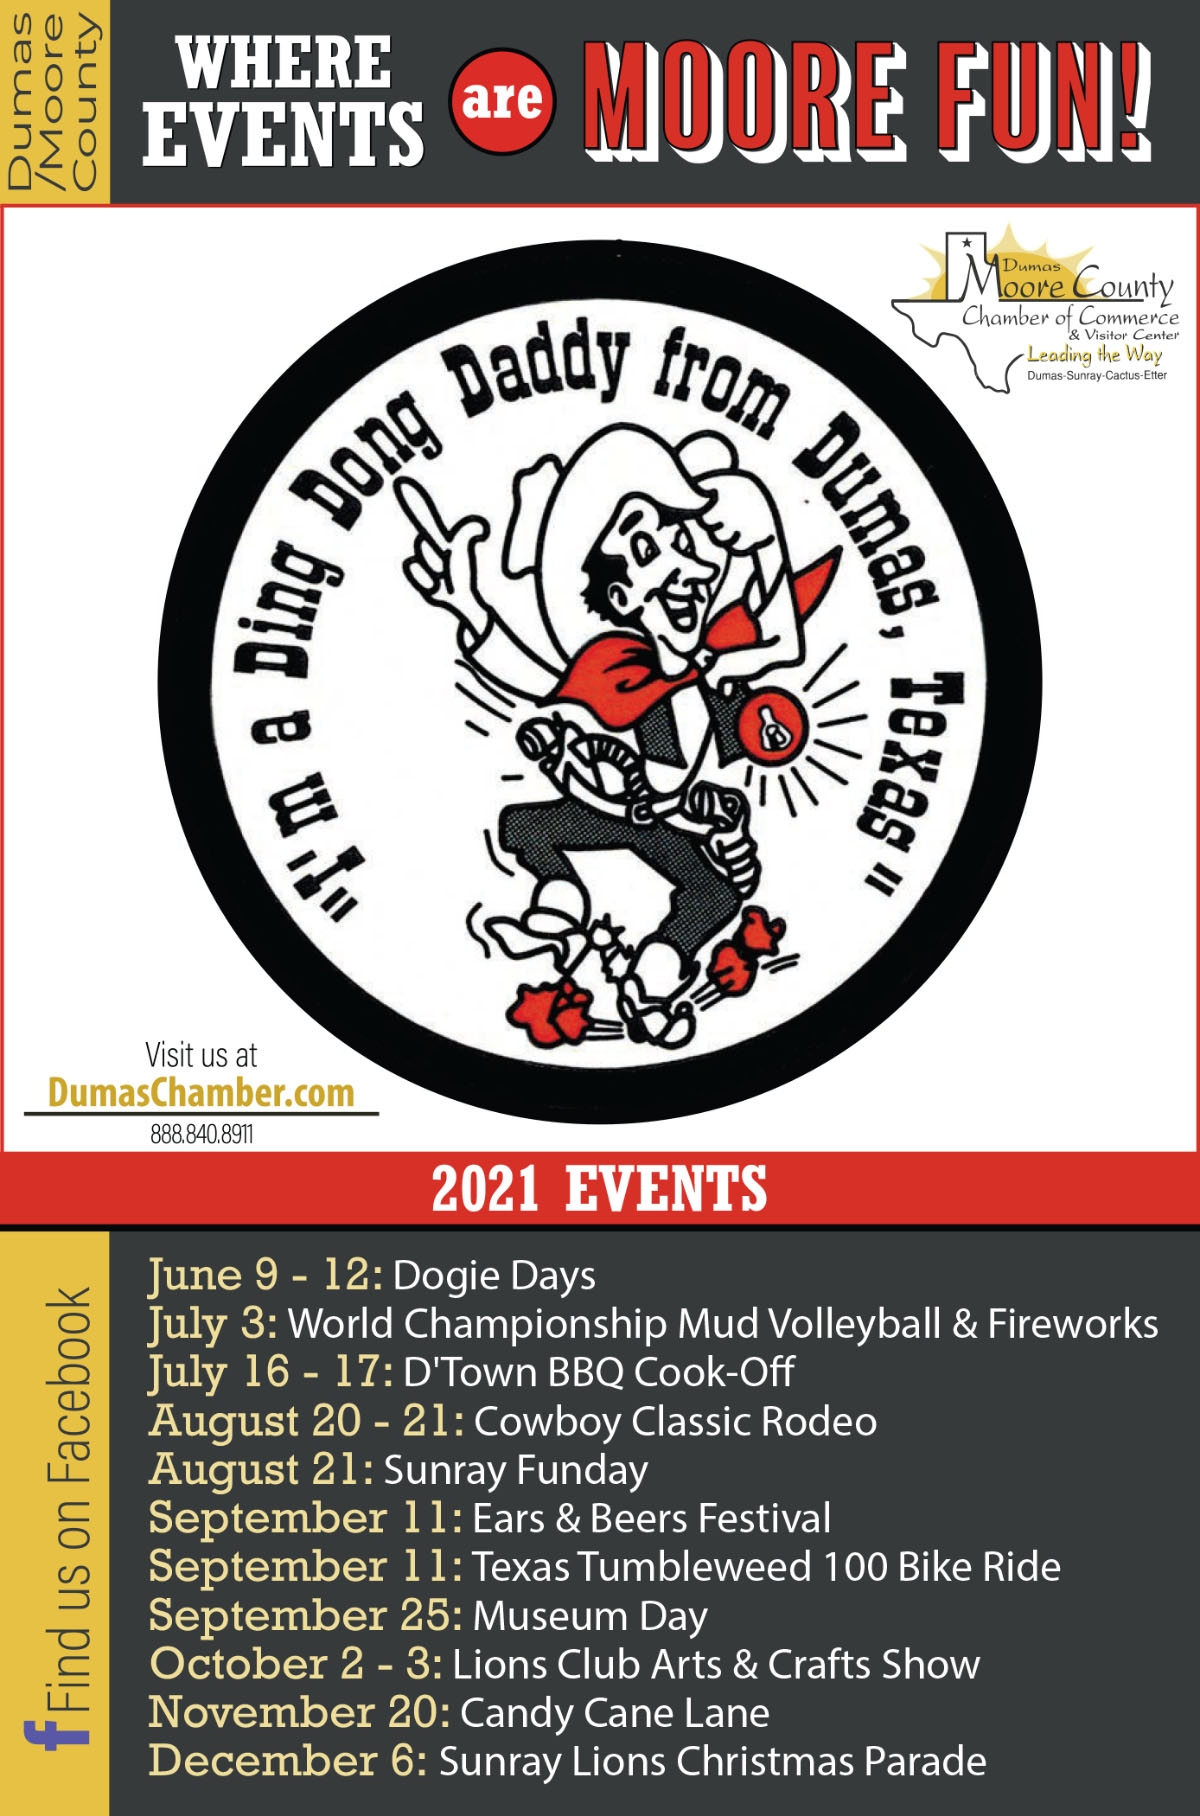 Dumas
/Moore
County
WHERE
EVENTS
are
MOORE FUN!
Dumas
Moore County
Chamber of Commerce
& Visitor Center
Leading the Way
Dumas-Sunray-Cactus-Etter
"I'm a Ding Dong Daddy from Dumas, Texas"
Visit us at
DumasChamber.com
888.840.8911
2021 EVENTS
f Find us on Facebook
June 9 - 12: Dogie Days
July 3: World Championship Mud Volleyball & Fireworks
July 16 - 17: D'Town BBQ Cook-Off
August 20 - 21: Cowboy Classic Rodeo
August 21: Sunray Funday
September 11: Ears & Beers Festival
September 11: Texas Tumbleweed 100 Bike Ride
September 25: Museum Day
October 2 - 3: Lions Club Arts & Crafts Show
November 20: Candy Cane Lane
December 6: Sunray Lions Christmas Parade